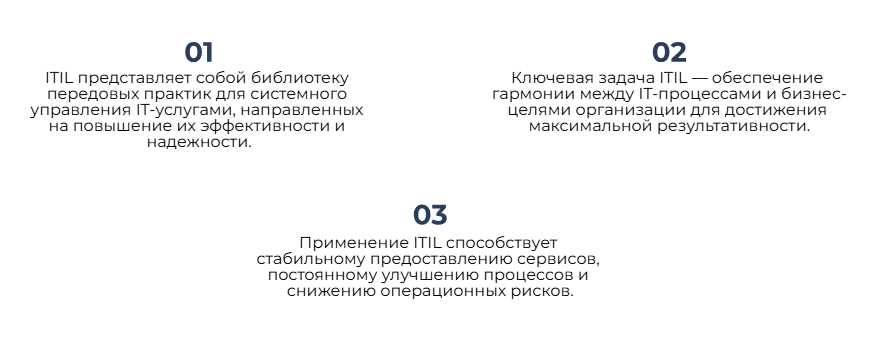 01
ITIL представляет собой библиотеку
передовых практик для системного
управления IT-услугами, направленных
на повышение их эффективности и
надежности.
02
Ключевая задача ITIL — обеспечение
гармонии между IT-процессами и бизнес-
целями организации для достижения
максимальной результативности.
03
Применение ITIL способствует
стабильному предоставлению сервисов,
постоянному улучшению процессов и
снижению операционных рисков.